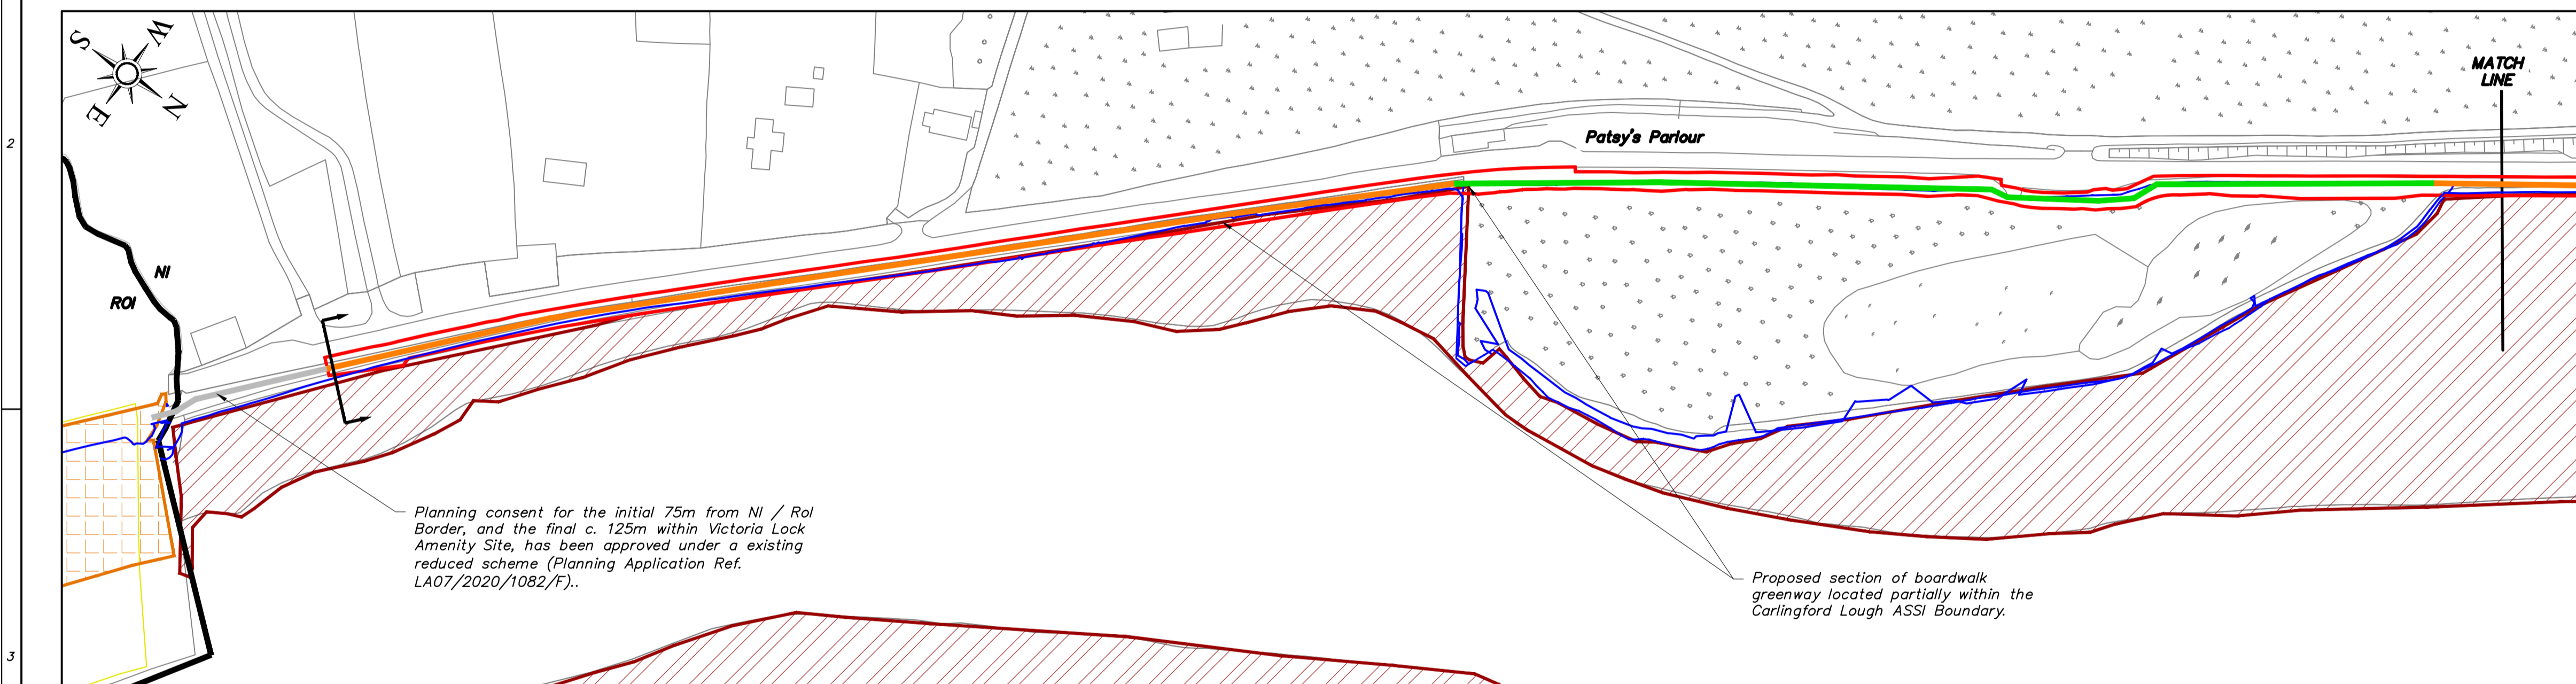 S
W
E
N
2
3
NI
ROI
Patsy's Parlour
MATCH
LINE
Planning consent for the initial 75m from NI / RoI
Border, and the final c. 125m within Victoria Lock
Amenity Site, has been approved under a existing
reduced scheme (Planning Application Ref.
LA07/2020/1082/F)..
Proposed section of boardwalk
greenway located partially within the
Carlingford Lough ASSI Boundary.